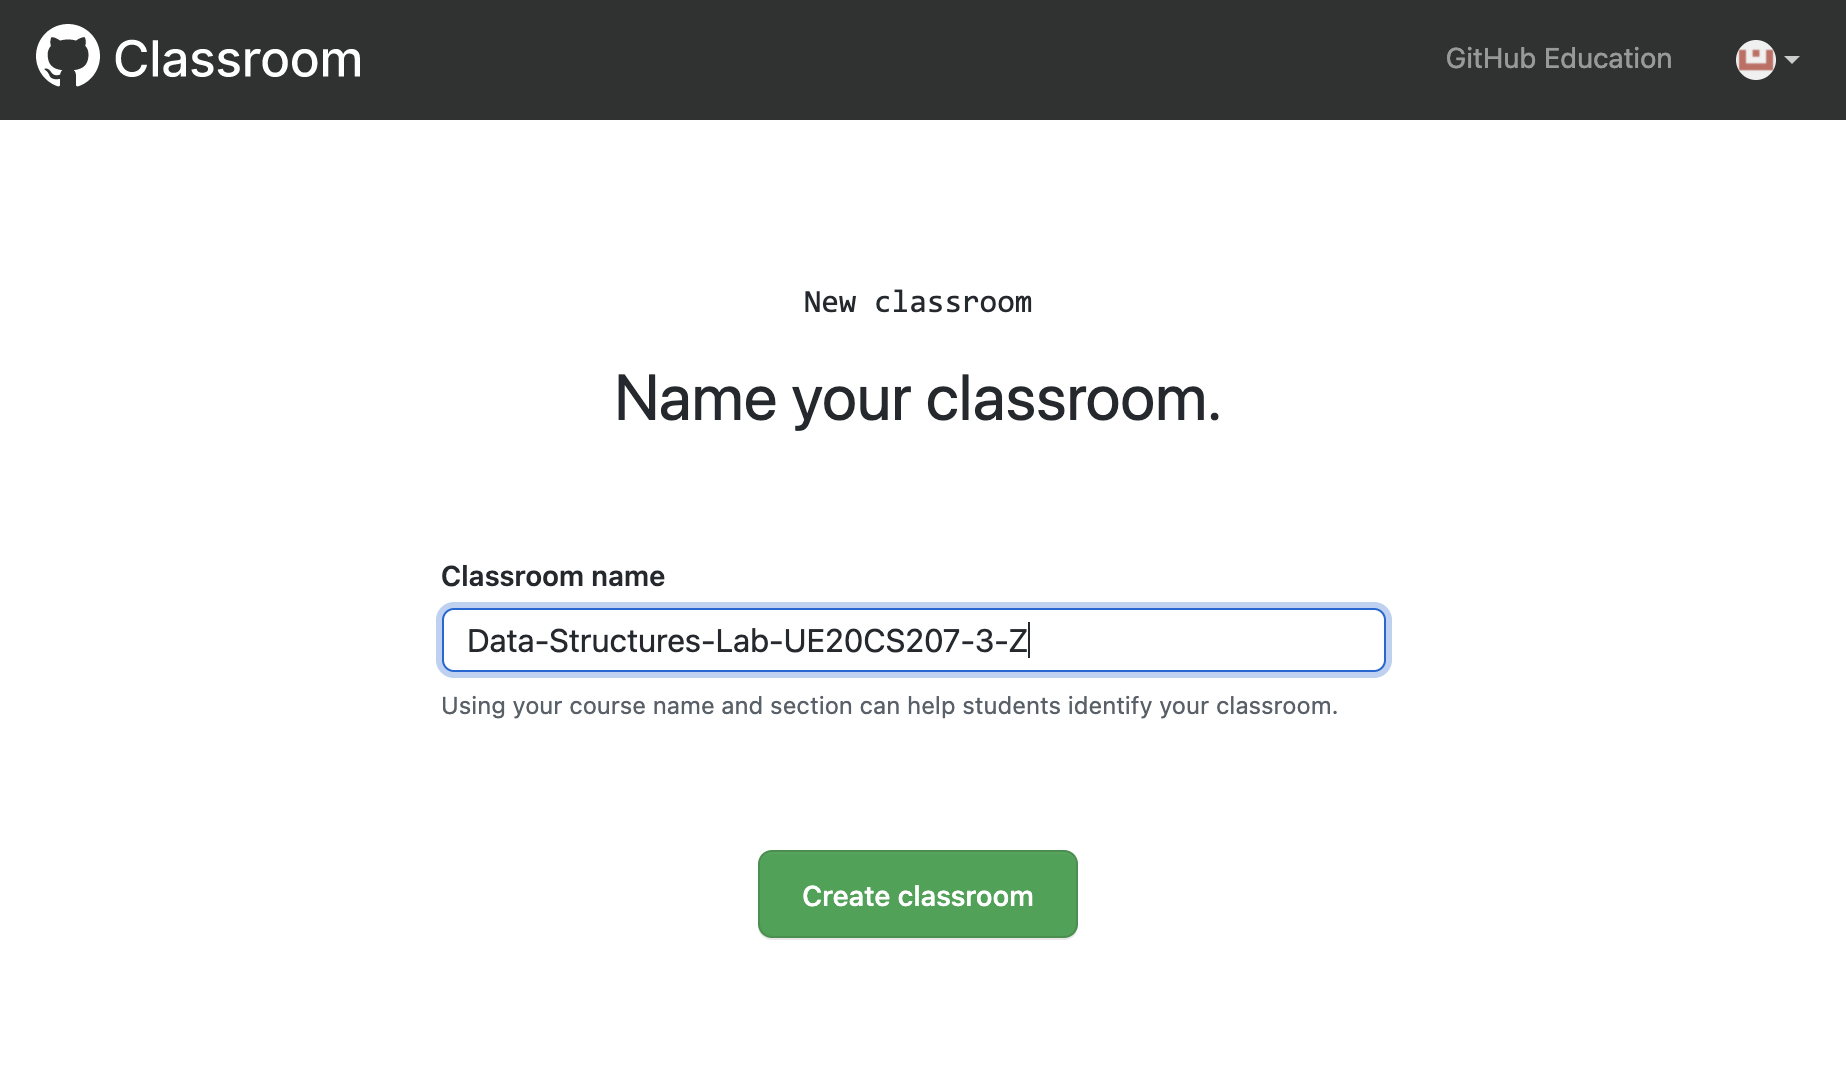 Classroom
GitHub Education
New classroom
Name your classroom.
Classroom name
Data-Structures-Lab-UE20CS207-3-Z
Using your course name and section can help students identify your classroom.
Create classroom